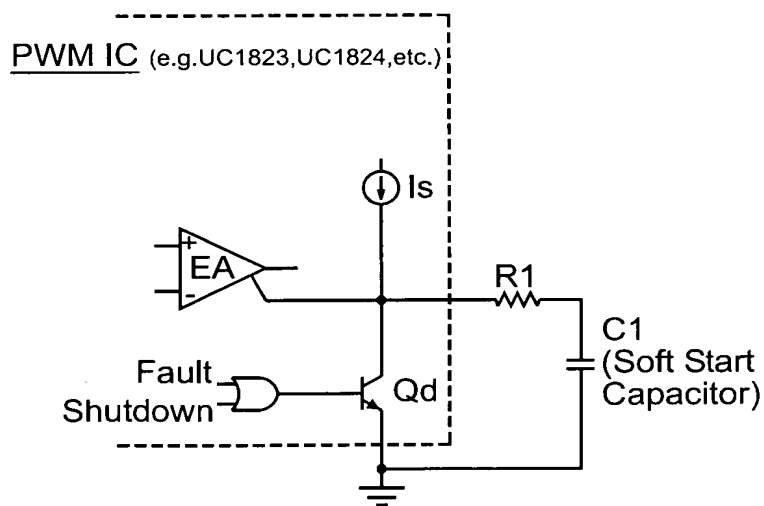 PWM IC (e.g.UC1823,UC1824,etc.)
Is
+
EA
-
R1
C1
(Soft Start
Capacitor)
Fault
Shutdown
Qd